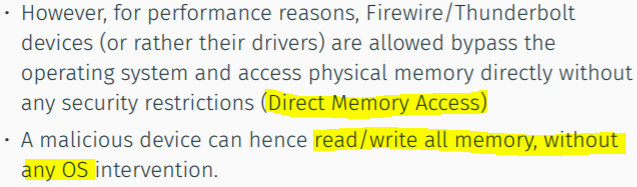 • However, for performance reasons, Firewire/Thunderbolt
devices (or rather their drivers) are allowed bypass the
operating system and access physical memory directly without
any security restrictions (Direct Memory Access)
• A malicious device can hence read/write all memory, without
any OS intervention.